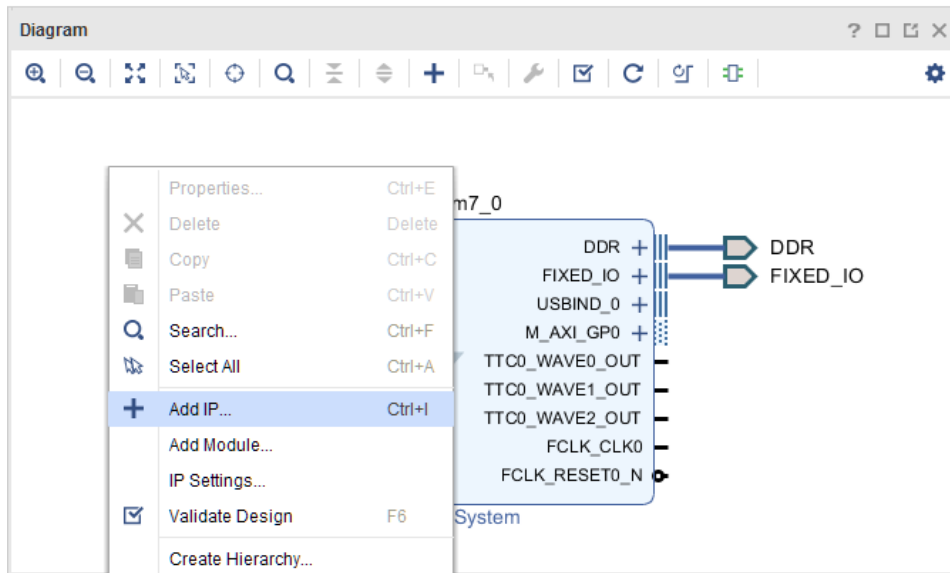 Diagram
?
m7_0
Properties... Ctrl+E
Delete Delete
Copy Ctrl+C
Paste Ctrl+V
Search... Ctrl+F
Select All Ctrl+A
Add IP... Ctrl+I
Add Module...
IP Settings...
Validate Design F6
Create Hierarchy...
DDR
FIXED_IO
USBIND_0
M_AXI_GP0
TTC0_WAVE0_OUT
TTC0_WAVE1_OUT
TTC0_WAVE2_OUT
FCLK_CLK0
FCLK_RESET0_N
System
DDR
FIXED_IO